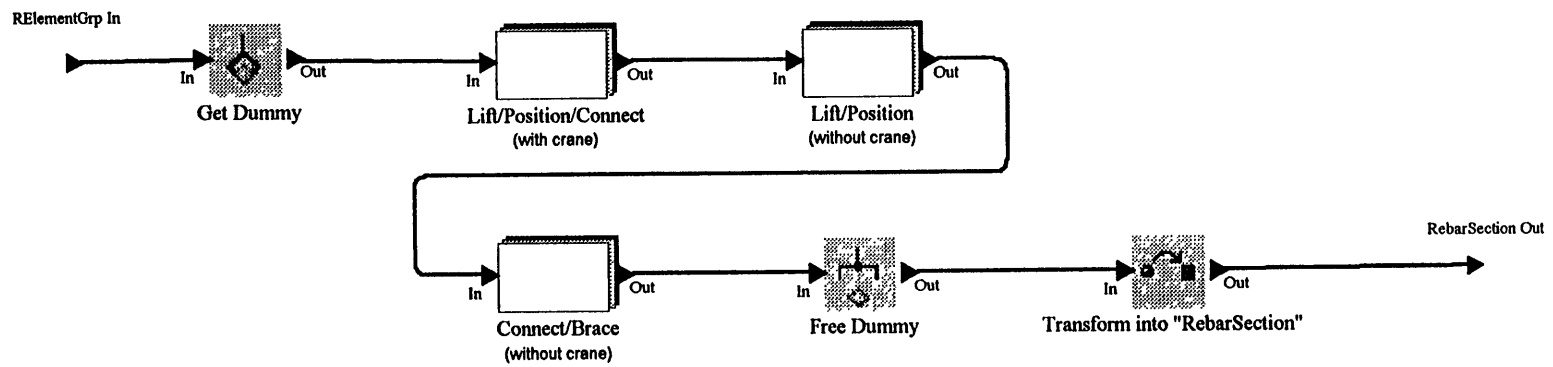 RElementGrp In
In
Out
Get Dummy
In
Out
Lift/Position/Connect
(with crane)
In
Out
Lift/Position
(without crane)
In
Out
Connect/Brace
(without crane)
In
Out
Free Dummy
In
Out
Transform into "RebarSection"
RebarSection Out